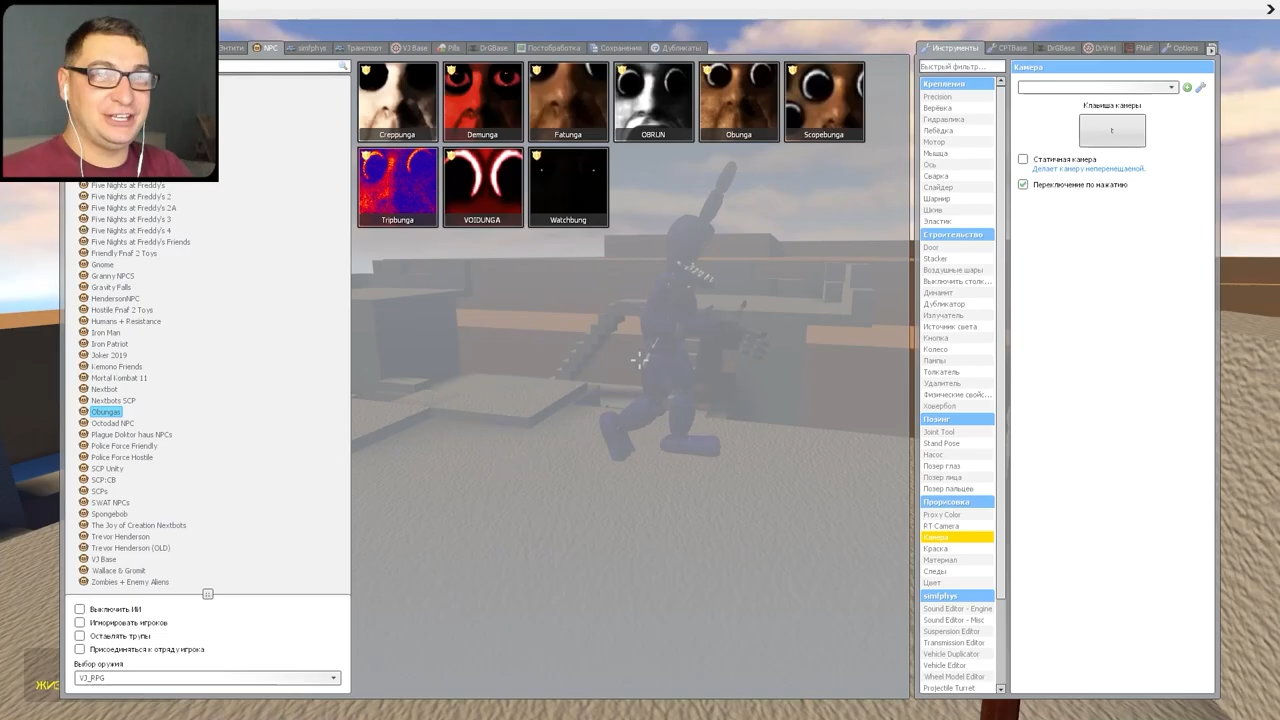 Энтити
NPC
simfphys
Транспорт
VJ Base
Pills
DrGBase
Постобработка
Сохранения
Дубликаты
Инструменты
CPTBase
DrGBase
DrVrej
FNaF
Options
Five Nights at Freddy's
Five Nights at Freddy's 2
Five Nights at Freddy's 2A
Five Nights at Freddy's 3
Five Nights at Freddy's 4
Five Nights at Freddy's Friends
Friendly Fnaf 2 Toys
Gnome
Granny NPCS
Gravity Falls
HendersonNPC
Hostile Fnaf 2 Toys
Humans + Resistance
Iron Man
Iron Patriot
Joker 2019
Kemono Friends
Mortal Kombat 11
Nextbot
Nextbots SCP
Obungas
Octodad NPC
Plague Doktor haus NPCs
Police Force Friendly
Police Force Hostile
SCP Unity
SCP:CB
SCPs
SWAT NPCs
Spongebob
The Joy of Creation Nextbots
Trevor Henderson
Trevor Henderson (OLD)
VJ Base
Wallace & Gromit
Zombies + Enemy Aliens
Выключить ИИ
Игнорировать игроков
Оставлять трупы
Присоединяться к отряду игрока
Выбор оружия
VJ_RPG
Creppunga
Demunga
Fatunga
OBRUN
Obunga
Scopebunga
Tripbunga
VOIDUNGA
Watchbung
Быстрый фильтр...
Крепления
Precision
Верёвка
Гидравлика
Лебёдка
Мотор
Мышца
Ось
Сварка
Слайдер
Шарнир
Шкив
Эластик
Строительство
Door
Stacker
Воздушные шары
Выключить столк...
Динамит
Дубликатор
Излучатель
Источник света
Кнопка
Колесо
Лампы
Толкатель
Удалитель
Физические свойс...
Ховербол
Позинг
Joint Tool
Stand Pose
Насос
Позер глаз
Позер лица
Позер пальцев
Прорисовка
Proxy Color
RT Camera
Камера
Краска
Материал
Следы
Цвет
simfphys
Sound Editor - Engine
Sound Editor - Misc
Suspension Editor
Transmission Editor
Vehicle Duplicator
Vehicle Editor
Wheel Model Editor
Projectile Turret
Камера
Клавиша камеры
t
Статичная камера
Делает камеру неперемещаемой.
Переключение по нажатию